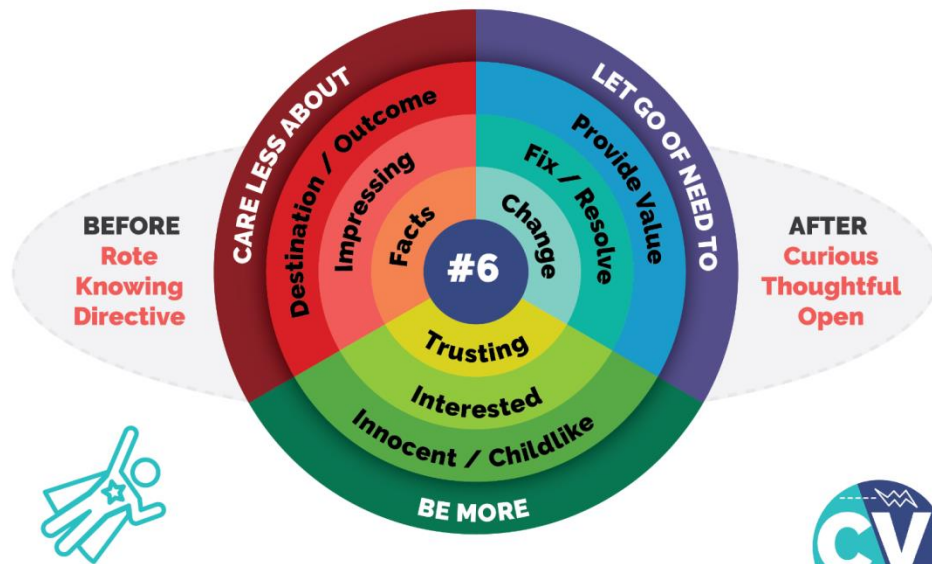 CARE LESS ABOUT
Destination / Outcome
Impressing
Facts
LET GO OF NEED TO
Provide Value
Fix / Resolve
Change
#6
Trusting
Interested
Innocent / Childlike
BE MORE
BEFORE
Rote
Knowing
Directive
AFTER
Curious
Thoughtful
Open
CV